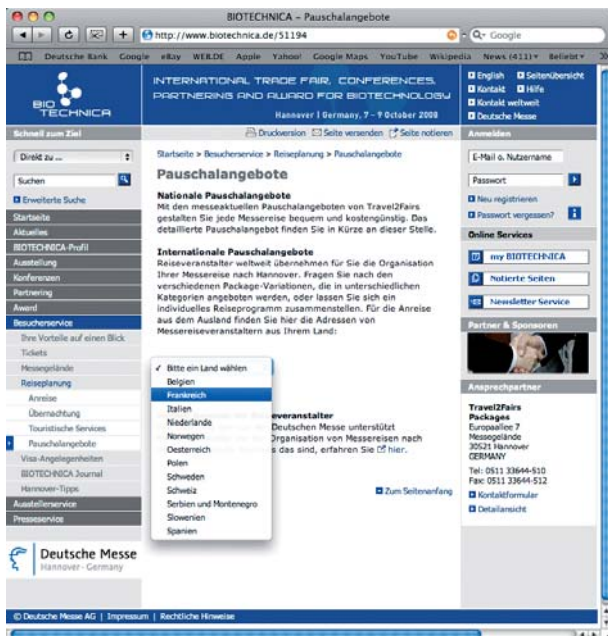 BIOTECHNICA – Pauschalangebote
http://www.biotechnica.de/51194
Google
Deutsche Bank Google eBay WEB.DE Apple Yahoo! Google Maps YouTube Wikipedia News (411) Beliebt
BIO
TECHNICA
INTERNATIONAL TRADE FAIR, CONFERENCES,
PARTNERING AND AWARD FOR BIOTECHNOLOGY
Hannover | Germany, 7 – 9 October 2008
English Seitenübersicht
Kontakt Hilfe
Kontakt weltweit
Deutsche Messe
Schnell zum Ziel
Druckversion Seite versenden Seite notieren
Anmelden
Direkt zu ...
Suchen
Erweiterte Suche
Startseite
Aktuelles
BIOTECHNICA-Profil
Ausstellung
Konferenzen
Partnering
Award
Besucherservice
Ihre Vorteile auf einen Blick
Tickets
Messegelände
Reiseplanung
Anreise
Übernachtung
Touristische Services
Pauschalangebote
Visa-Angelegenheiten
BIOTECHNICA Journal
Hannover-Tipps
Ausstellerservice
Presseservice
Deutsche Messe
Hannover · Germany
Startseite > Besucherservice > Reiseplanung > Pauschalangebote
Pauschalangebote
Nationale Pauschalangebote
Mit den messeaktuellen Pauschalangeboten von Travel2Fairs
gestalten Sie jede Messereise bequem und kostengünstig. Das
detaillierte Pauschalangebot finden Sie in Kürze an dieser Stelle.
Internationale Pauschalangebote
Reiseveranstalter weltweit übernehmen für Sie die Organisation
Ihrer Messereise nach Hannover. Fragen Sie nach den
verschiedenen Package-Variationen, die in unterschiedlichen
Kategorien angeboten werden, oder lassen Sie sich ein
individuelles Reiseprogramm zusammenstellen. Für die Anreise
aus dem Ausland finden Sie hier die Adressen von
Messereiseveranstaltern aus Ihrem Land:
✓ Bitte ein Land wählen
Belgien
Frankreich
Italien
Niederlande
Norwegen
Oesterreich
Polen
Schweden
Schweiz
Serbien und Montenegro
Slowenien
Spanien
veranstalter
Deutschen Messe unterstützt
Organisation von Messereisen nach
das sind, erfahren Sie hier.
Zum Seitenanfang
E-Mail o. Nutzername
Passwort
Neu registrieren
Passwort vergessen?
Online Services
my BIOTECHNICA
Notierte Seiten
Newsletter Service
Partner & Sponsoren
Ansprechpartner
Travel2Fairs
Packages
Europaallee 7
Messegelände
30521 Hannover
GERMANY
Tel: 0511 33644-510
Fax: 0511 33644-512
Kontaktformular
Detailansicht
© Deutsche Messe AG | Impressum | Rechtliche Hinweise